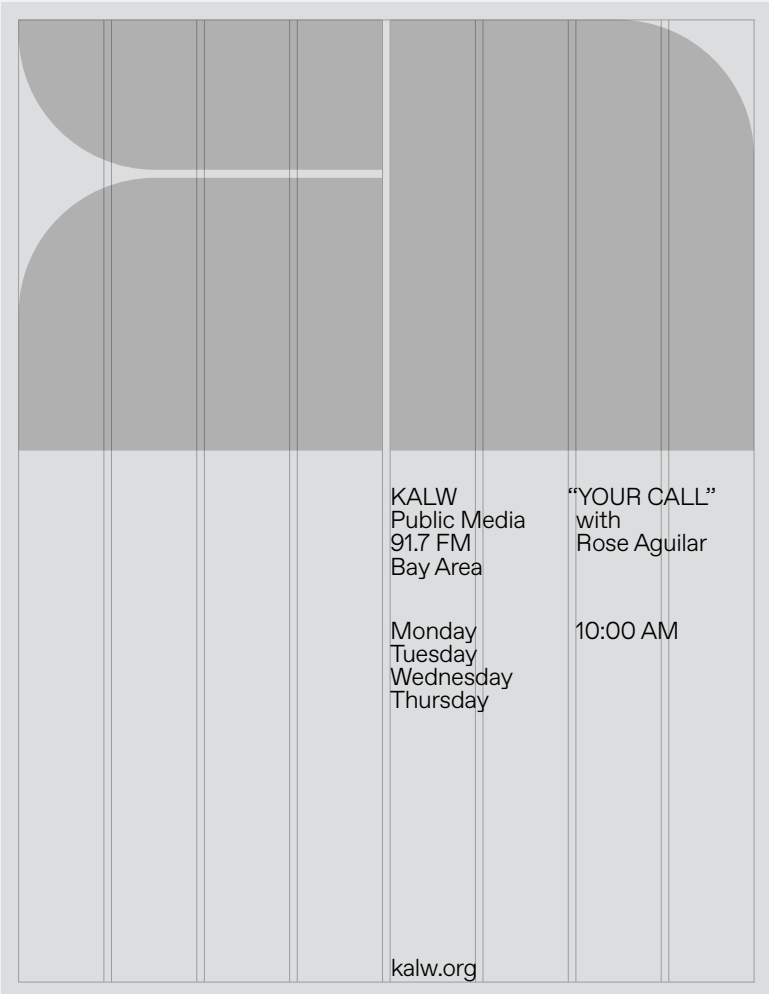 KALW
Public Media
91.7 FM
Bay Area
“YOUR CALL”
with
Rose Aguilar
Monday
Tuesday
Wednesday
Thursday
10:00 AM
kalw.org